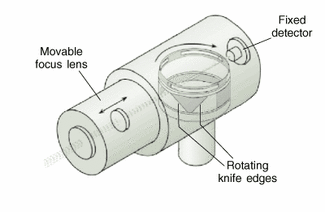 Fixed
detector
Movable
focus lens
Rotating
knife edges